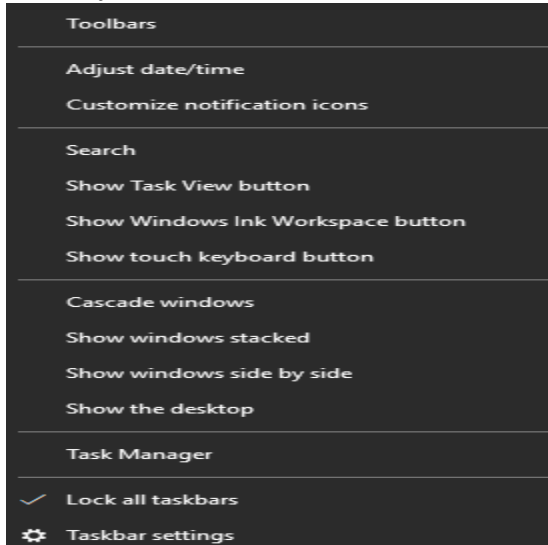 Toolbars
Adjust date/time
Customize notification icons
Search
Show Task View button
Show Windows Ink Workspace button
Show touch keyboard button
Cascade windows
Show windows stacked
Show windows side by side
Show the desktop
Task Manager
Lock all taskbars
Taskbar settings